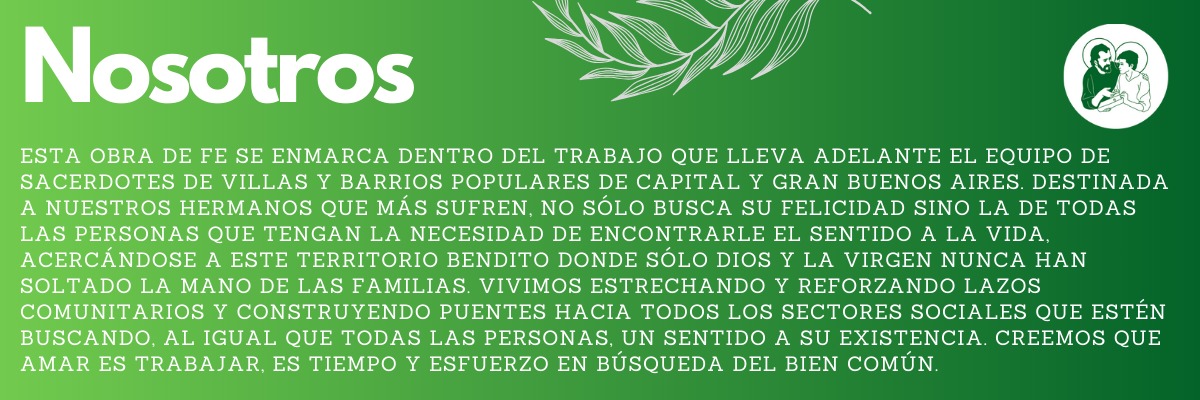 Nosotros
ESTA OBRA DE FE SE ENMARCA DENTRO DEL TRABAJO QUE LLEVA ADELANTE EL EQUIPO DE
SACERDOTES DE VILLAS Y BARRIOS POPULARES DE CAPITAL Y GRAN BUENOS AIRES. DESTINADA
A NUESTROS HERMANOS QUE MÁS SUFREN, NO SÓLO BUSCA SU FELICIDAD SINO LA DE TODAS
LAS PERSONAS QUE TENGAN LA NECESIDAD DE ENCONTRARLE EL SENTIDO A LA VIDA,
ACERCÁNDOSE A ESTE TERRITORIO BENDITO DONDE SÓLO DIOS Y LA VIRGEN NUNCA HAN
SOLTADO LA MANO DE LAS FAMILIAS. VIVIMOS ESTRECHANDO Y REFORZANDO LAZOS
COMUNITARIOS Y CONSTRUYENDO PUENTES HACIA TODOS LOS SECTORES SOCIALES QUE ESTÉN
BUSCANDO, AL IGUAL QUE TODAS LAS PERSONAS, UN SENTIDO A SU EXISTENCIA. CREEMOS QUE
AMAR ES TRABAJAR, ES TIEMPO Y ESFUERZO EN BÚSQUEDA DEL BIEN COMÚN.